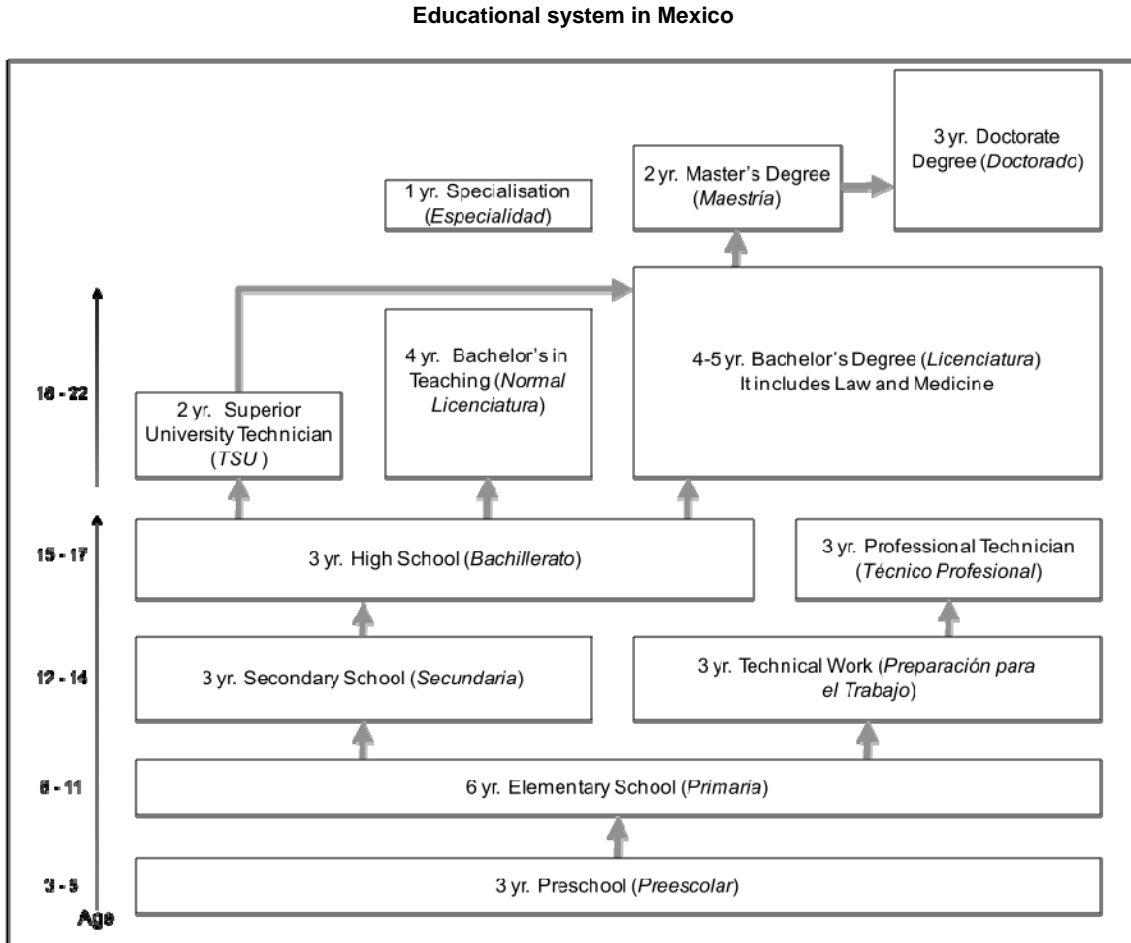 Educational system in Mexico
3 yr. Doctorate
Degree (Doctorado)
2 yr. Master's Degree
(Maestría)
1 yr. Specialisation
(Especialidad)
4 yr. Bachelor's in
Teaching (Normal
Licenciatura)
4-5 yr. Bachelor's Degree (Licenciatura)
It includes Law and Medicine
18 - 22
2 yr. Superior
University Technician
(TSU )
15 - 17
3 yr. High School (Bachillerato)
3 yr. Professional Technician
(Técnico Profesional)
12 - 14
3 yr. Secondary School (Secundaria)
3 yr. Technical Work (Preparación para
el Trabajo)
6 - 11
6 yr. Elementary School (Primaria)
3 - 5
3 yr. Preschool (Preescolar)
Age